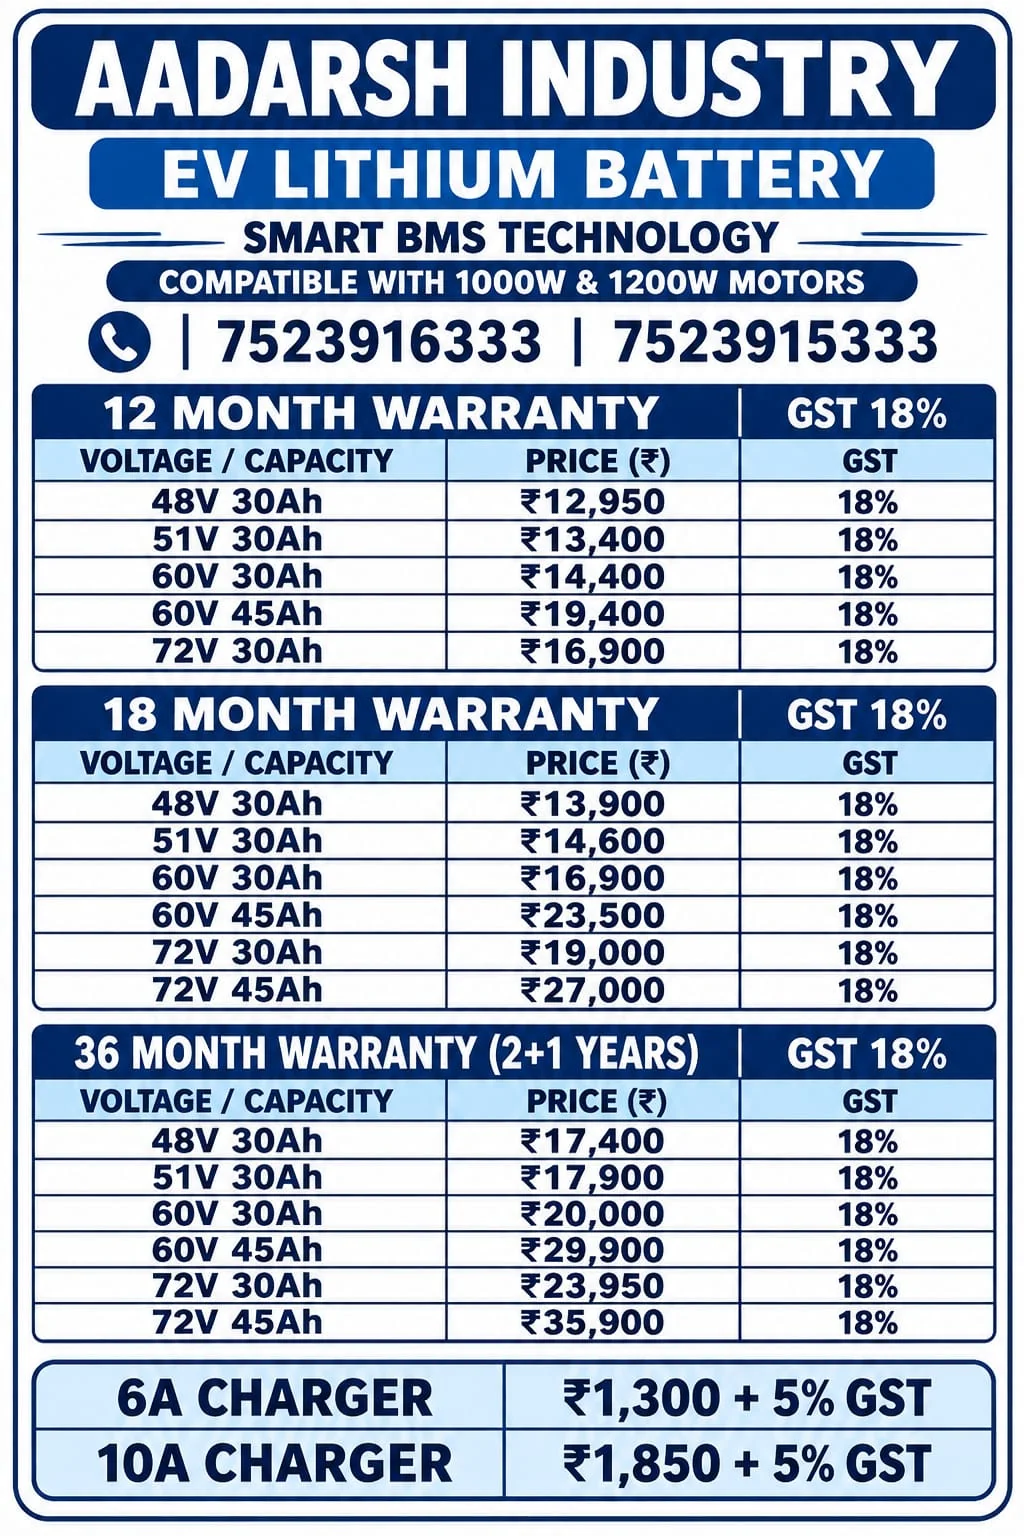 AADARSH INDUSTRY
EV LITHIUM BATTERY
SMART BMS TECHNOLOGY
COMPATIBLE WITH 1000W & 1200W MOTORS
| 7523916333 | 7523915333
12 MONTH WARRANTY | GST 18%
VOLTAGE / CAPACITY PRICE (₹) GST
48V 30Ah ₹12,950 18%
51V 30Ah ₹13,400 18%
60V 30Ah ₹14,400 18%
60V 45Ah ₹19,400 18%
72V 30Ah ₹16,900 18%
18 MONTH WARRANTY | GST 18%
VOLTAGE / CAPACITY PRICE (₹) GST
48V 30Ah ₹13,900 18%
51V 30Ah ₹14,600 18%
60V 30Ah ₹16,900 18%
60V 45Ah ₹23,500 18%
72V 30Ah ₹19,000 18%
72V 45Ah ₹27,000 18%
36 MONTH WARRANTY (2+1 YEARS) | GST 18%
VOLTAGE / CAPACITY PRICE (₹) GST
48V 30Ah ₹17,400 18%
51V 30Ah ₹17,900 18%
60V 30Ah ₹20,000 18%
60V 45Ah ₹29,900 18%
72V 30Ah ₹23,950 18%
72V 45Ah ₹35,900 18%
6A CHARGER ₹1,300 + 5% GST
10A CHARGER ₹1,850 + 5% GST